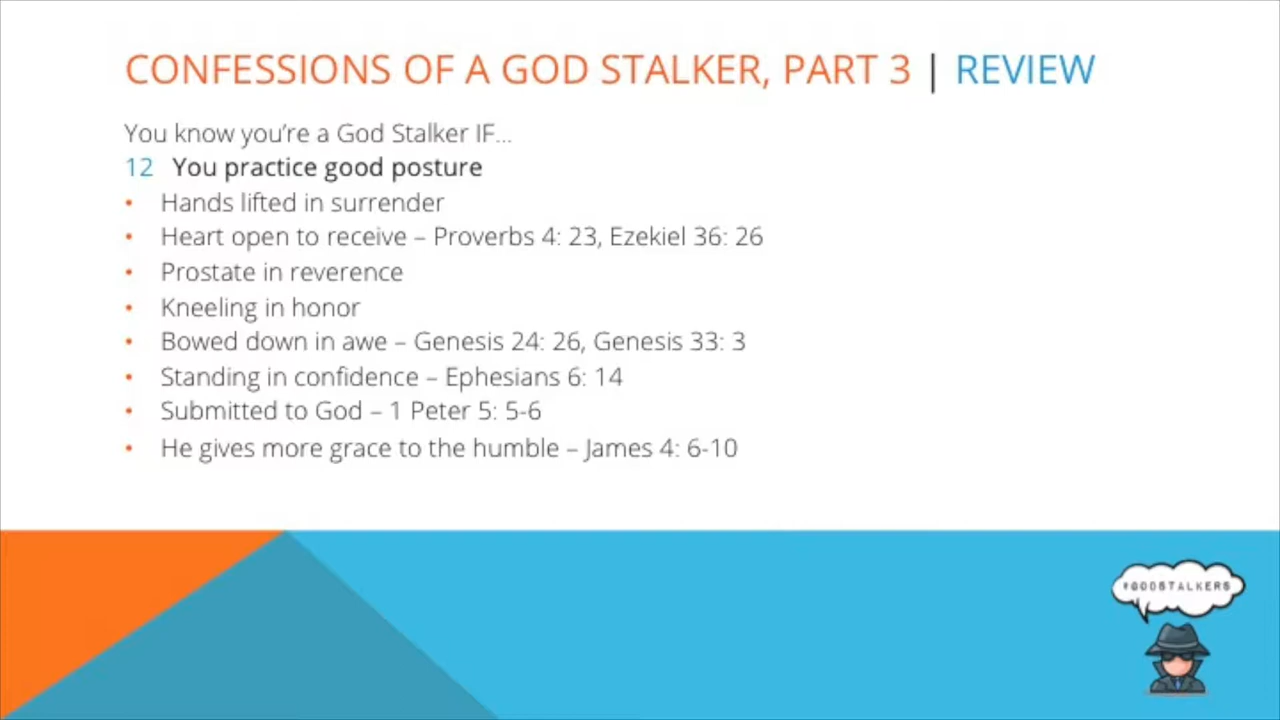 CONFESSIONS OF A GOD STALKER, PART 3 | REVIEW
You know you’re a God Stalker IF...
12 You practice good posture
• Hands lifted in surrender
• Heart open to receive – Proverbs 4: 23, Ezekiel 36: 26
• Prostate in reverence
• Kneeling in honor
• Bowed down in awe – Genesis 24: 26, Genesis 33: 3
• Standing in confidence – Ephesians 6: 14
• Submitted to God – 1 Peter 5: 5-6
• He gives more grace to the humble – James 4: 6-10
#GODSTALKERS